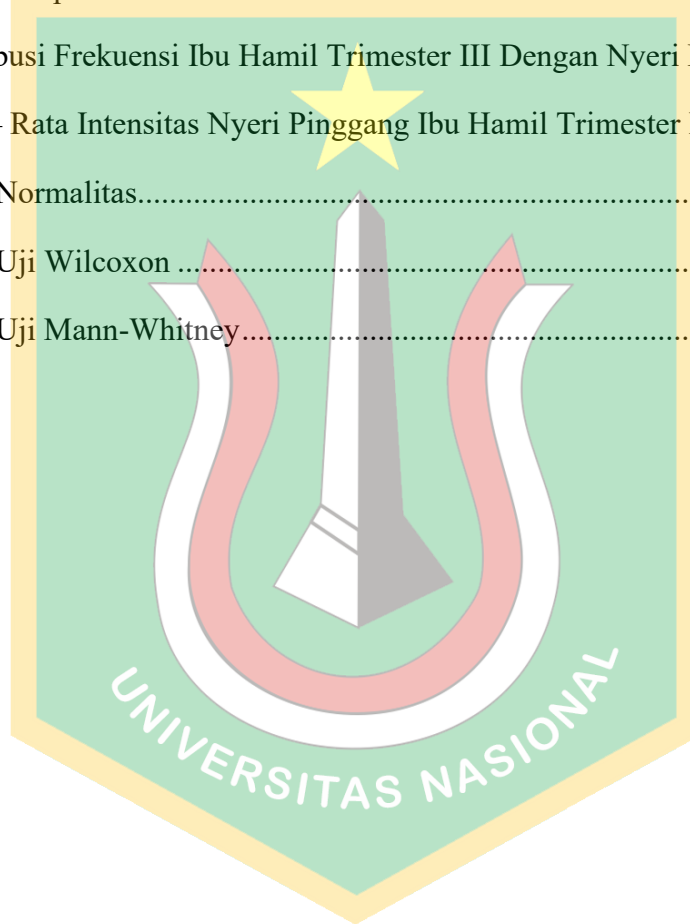 busi Frekuensi Ibu Hamil Trimester III Dengan Nyeri
- Rata Intensitas Nyeri Pinggang Ibu Hamil Trimester
Normalitas..........................................................................
Uji Wilcoxon ......................................................................
Uji Mann-Whitney............................................................
UNIVERSITAS NASIONAL